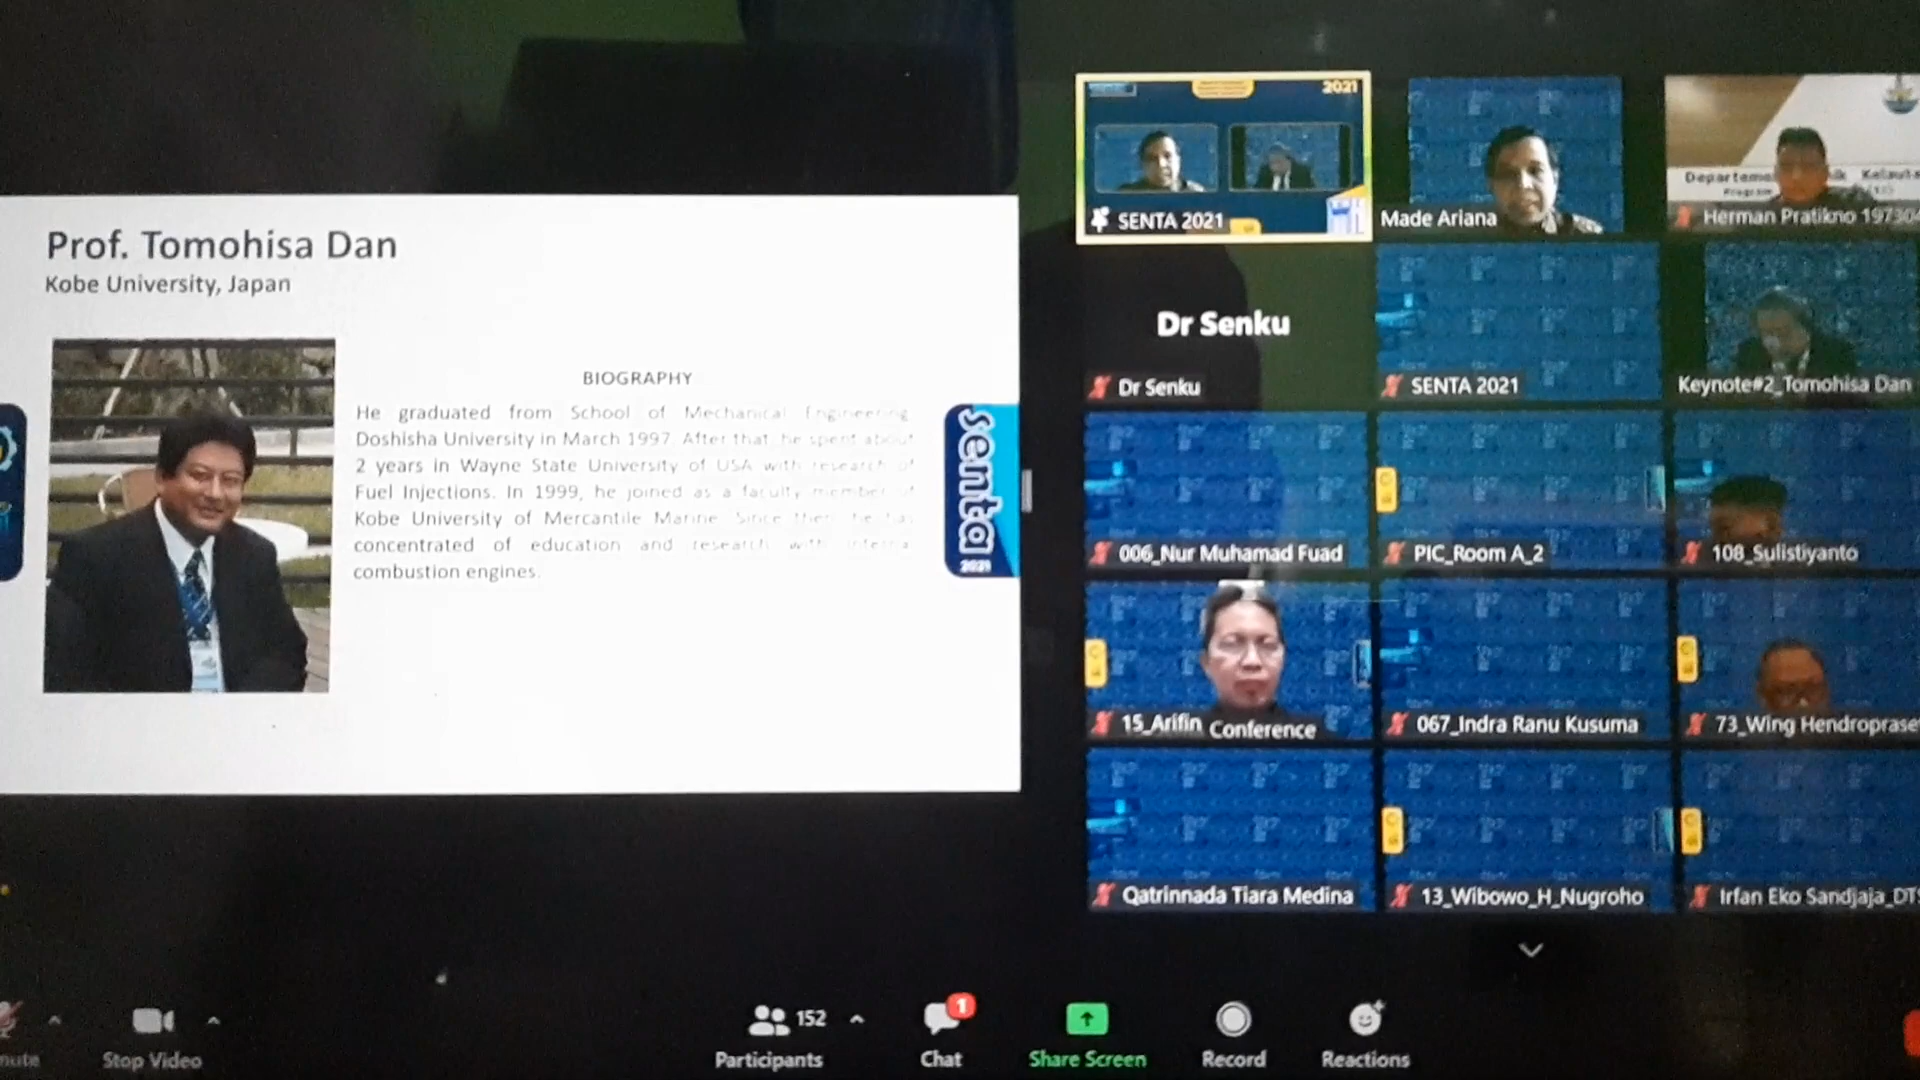 Prof. Tomohisa Dan
Kobe University, Japan
BIOGRAPHY
He graduated from School of Mechanical Engineering
Doshisha University in March 1997. After that, he spent about
2 years in Wayne State University of USA with research of
Fuel Injections. In 1999, he joined as a faculty member of
Kobe University of Mercantile Marine. Since then, he has
concentrated of education and research with interna
combustion engines.
senta
2021
2021
SENTA 2021
Made Ariana
Herman Pratikno 197304
Dr Senku
Dr Senku
SENTA 2021
Keynote#2_Tomohisa Dan
006_Nur Muhamad Fuad
PIC_Room A_2
108_Sulistiyanto
15_Arifin
Conference
067_Indra Ranu Kusuma
73_Wing Hendroprase
Qatrinnada Tiara Medina
13_Wibowo_H_Nugroho
Irfan Eko Sandjaja_DTS
Stop Video
152
Participants
1
Chat
Share Screen
Record
Reactions